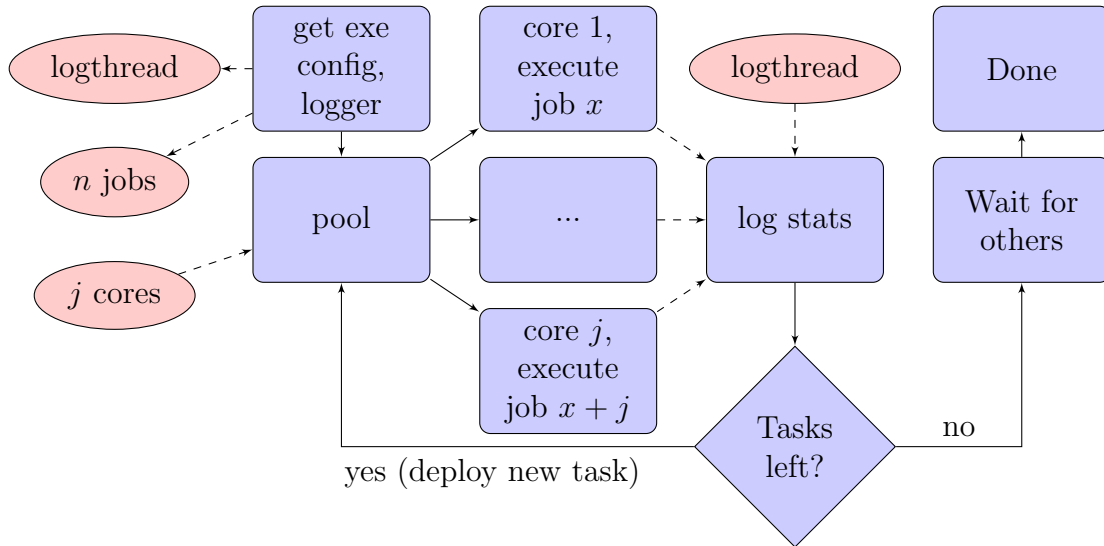 logthread
get exe
config,
logger
core 1,
execute
job x
logthread
Done
n jobs
pool
...
log stats
Wait for
others
j cores
core j,
execute
job x + j
Tasks
left?
no
yes (deploy new task)